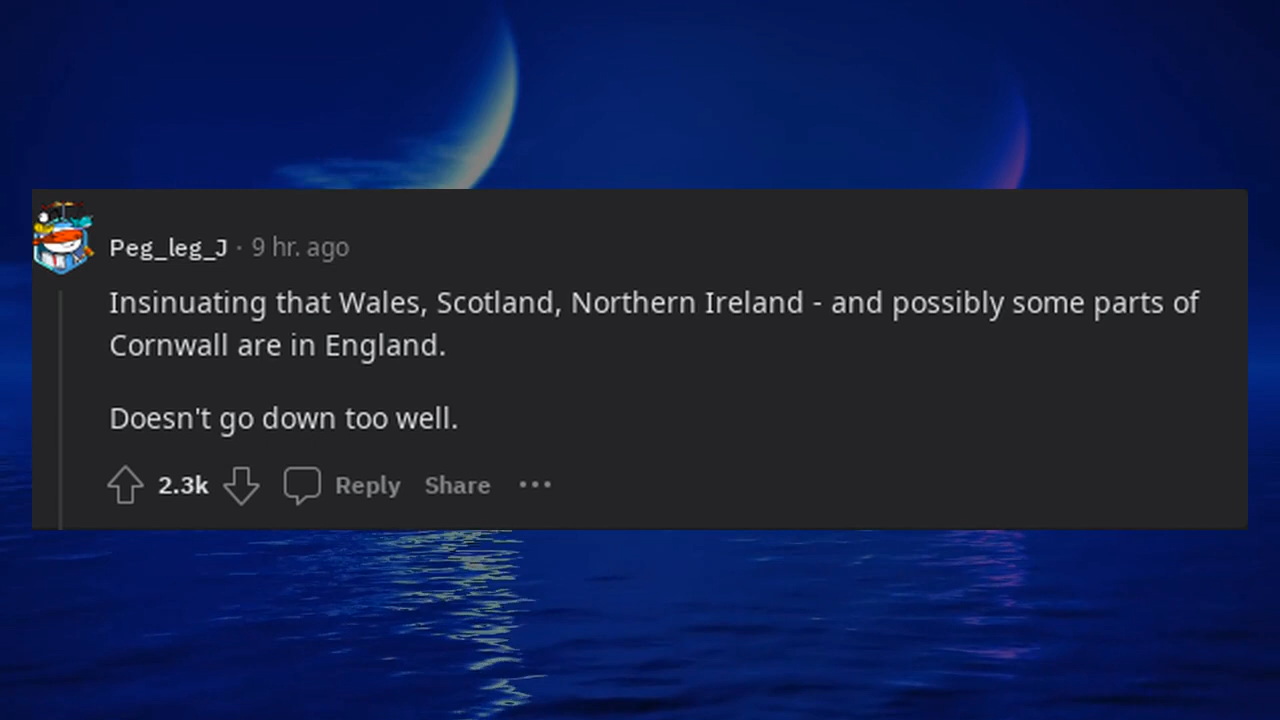 Peg_leg_J · 9 hr. ago
Insinuating that Wales, Scotland, Northern Ireland - and possibly some parts of
Cornwall are in England.
Doesn't go down too well.
2.3k Reply Share ···